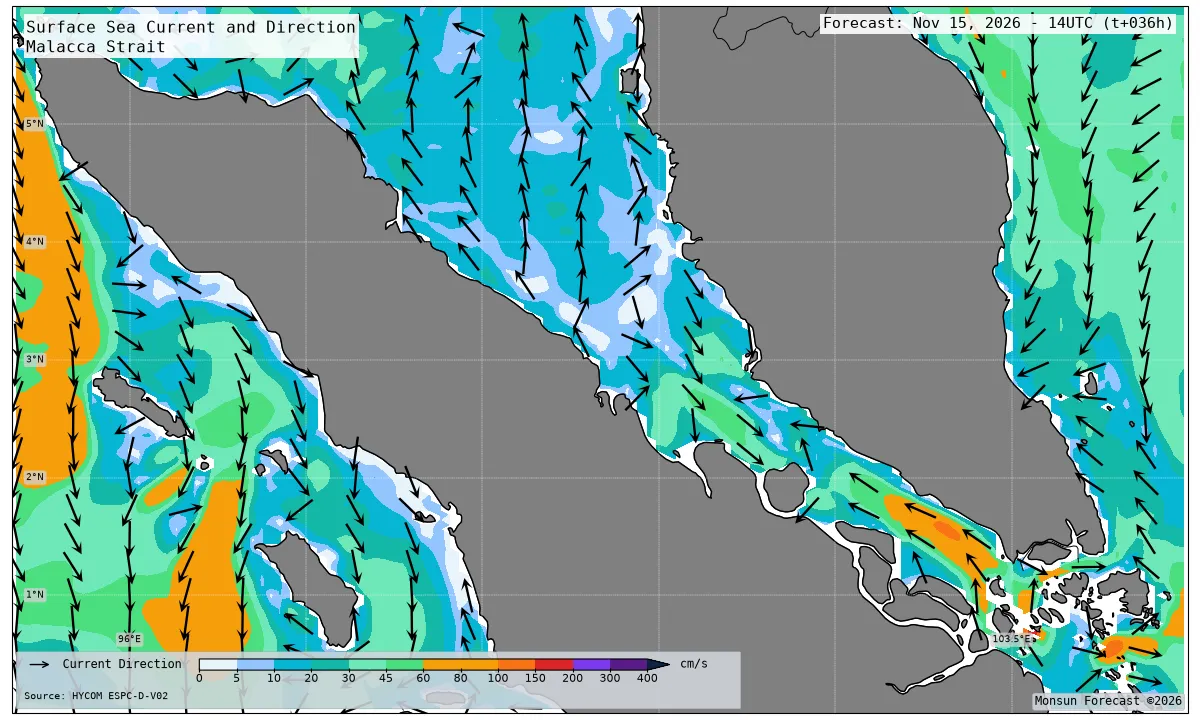 Surface Sea Current and Direction
Malacca Strait
Forecast: Nov 15, 2026 - 14UTC (t+036h)
5°N
4°N
3°N
2°N
1°N
96°E
103.5°E
Current Direction
cm/s
0 5 10 20 30 45 60 80 100 150 200 300 400
Source: HYCOM ESPC-D-V02
Monsun Forecast ©2026